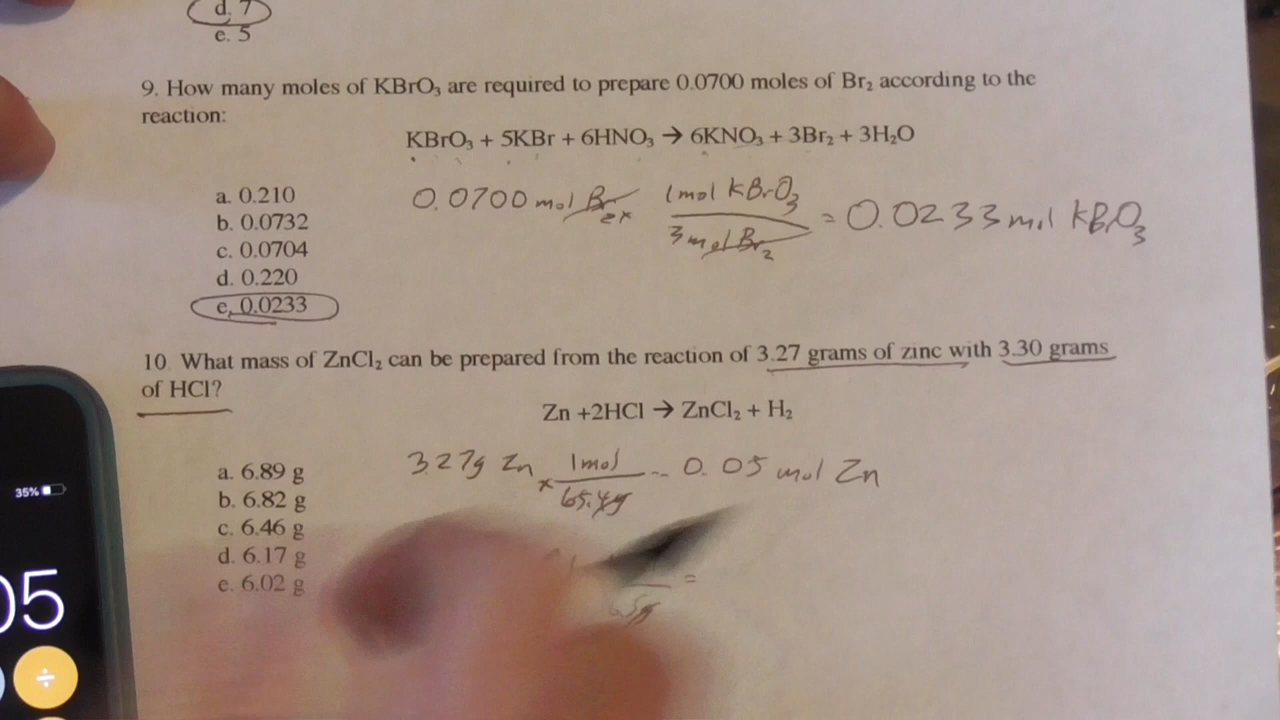 d. 7
e. 5
9. How many moles of KBrO₃ are required to prepare 0.0700 moles of Br₂ according to the
reaction:
KBrO₃ + 5KBr + 6HNO₃ → 6KNO₃ + 3Br₂ + 3H₂O
a. 0.210
b. 0.0732
c. 0.0704
d. 0.220
e. 0.0233
0.0700 mol Br₂ x 1mol KBrO₃ / 3 mol Br₂ = 0.0233 mol KBrO₃
10. What mass of ZnCl₂ can be prepared from the reaction of 3.27 grams of zinc with 3.30 grams
of HCl?
Zn +2HCl → ZnCl₂ + H₂
a. 6.89 g
b. 6.82 g
c. 6.46 g
d. 6.17 g
e. 6.02 g
3.27g Zn x 1mol / 65.4g = 0.05 mol Zn
=
35%
05
÷